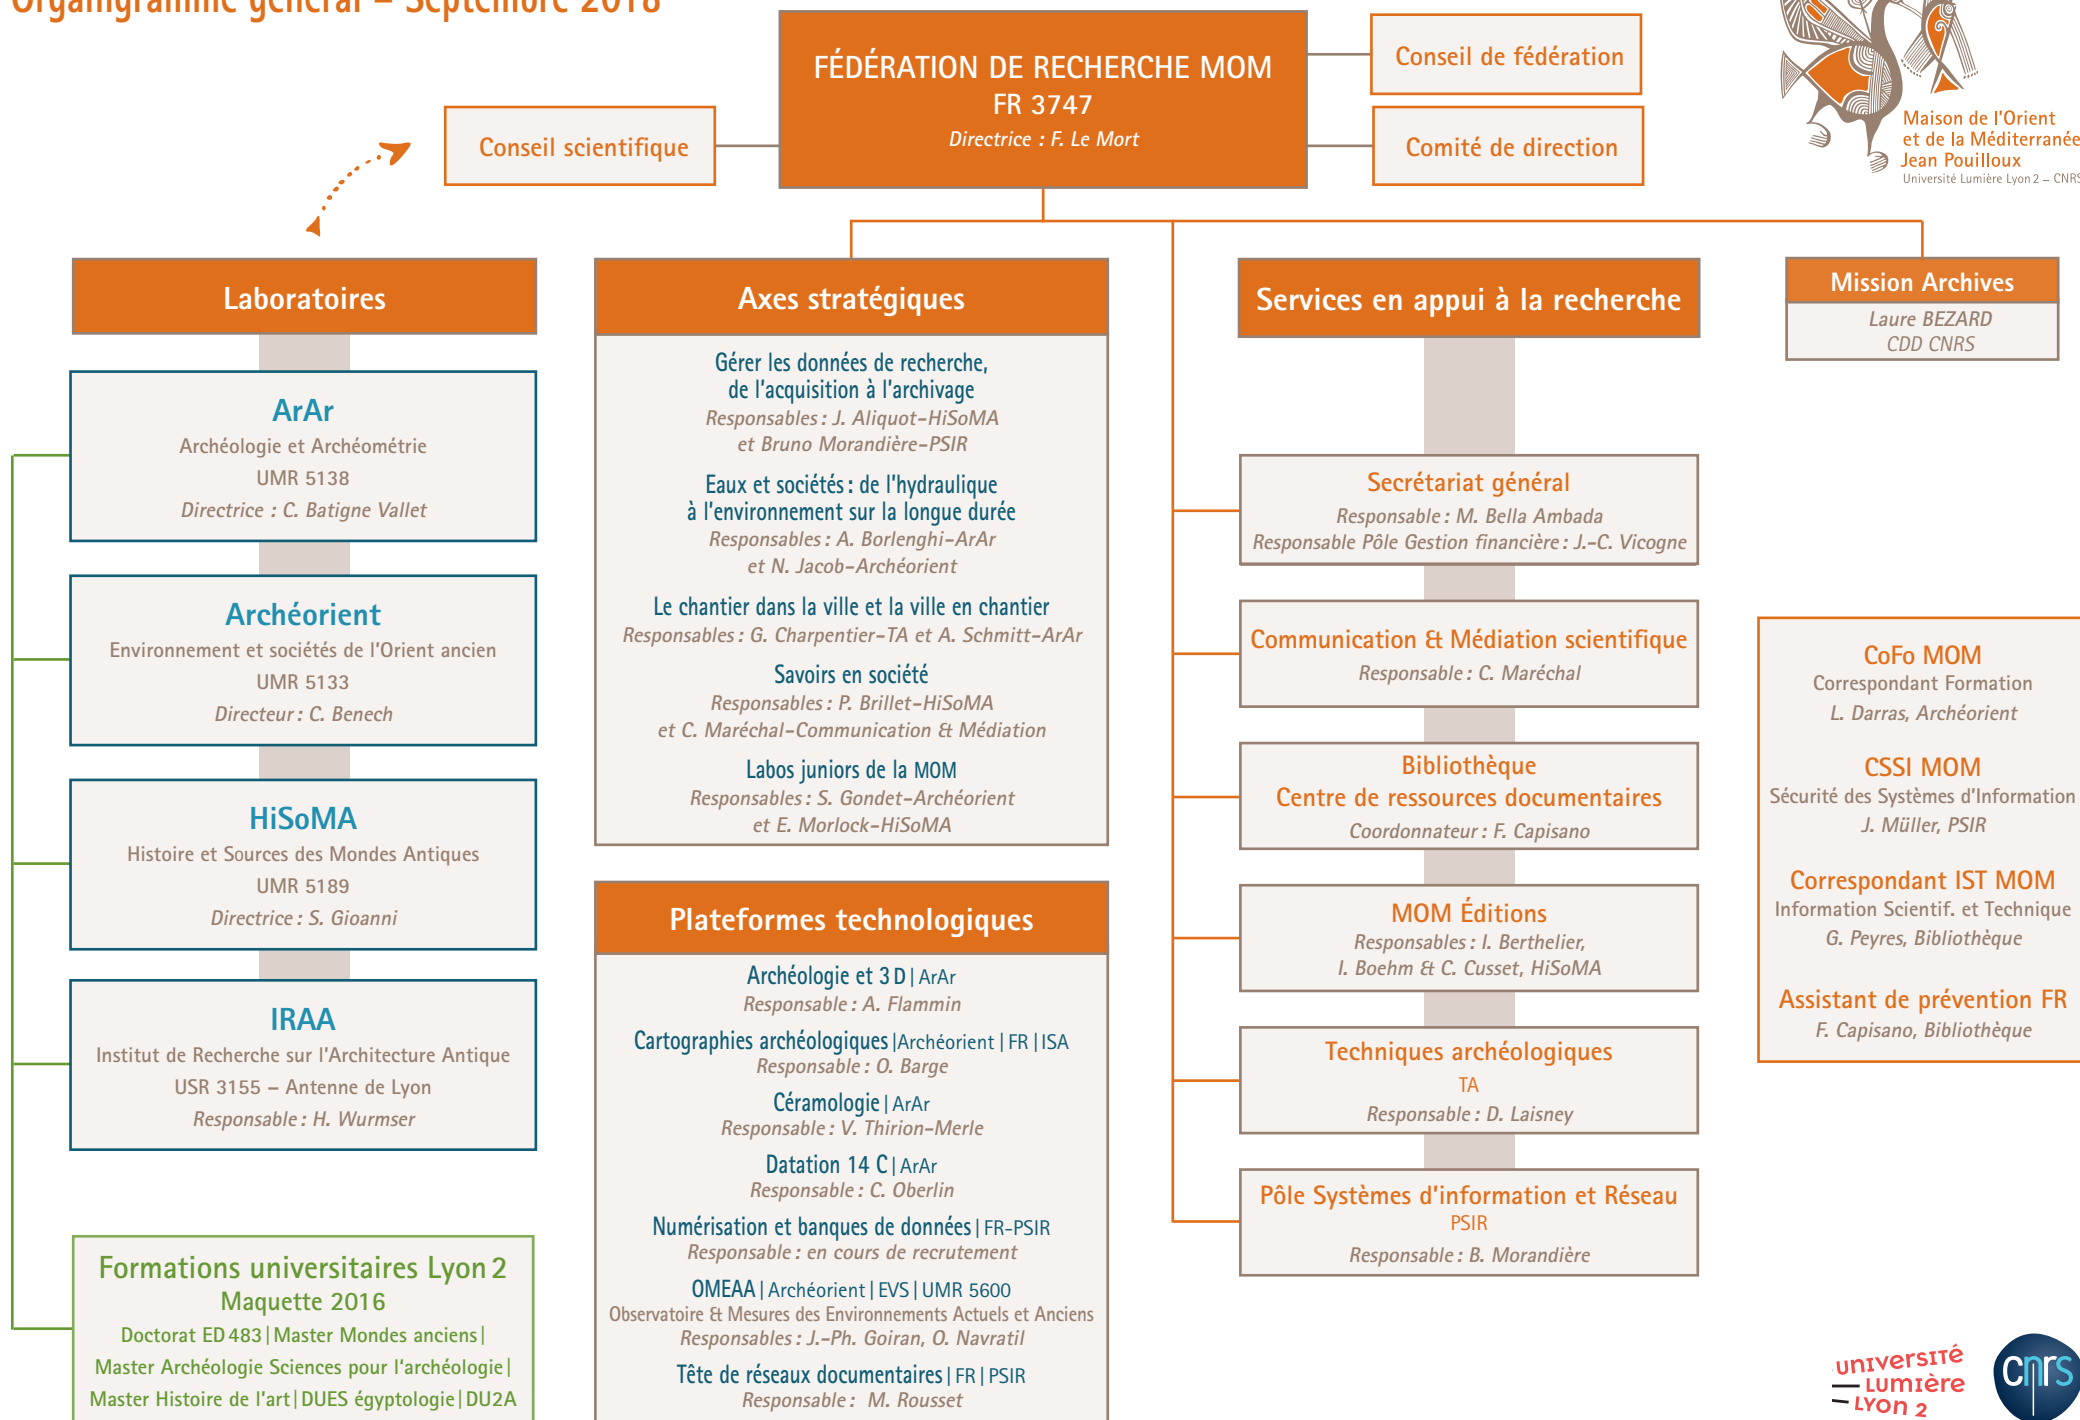 Organigramme général – Septembre 2018
FÉDÉRATION DE RECHERCHE MOM
FR 3747
Directrice : F. Le Mort
Conseil de fédération
Comité de direction
Conseil scientifique
Maison de l'Orient
et de la Méditerranée
Jean Pouilloux
Université Lumière Lyon 2 – CNRS
Laboratoires
ArAr
Archéologie et Archéométrie
UMR 5138
Directrice : C. Batigne Vallet
Archéorient
Environnement et sociétés de l'Orient ancien
UMR 5133
Directeur : C. Benech
HiSoMA
Histoire et Sources des Mondes Antiques
UMR 5189
Directrice : S. Gioanni
IRAA
Institut de Recherche sur l'Architecture Antique
USR 3155 – Antenne de Lyon
Responsable : H. Wurmser
Formations universitaires Lyon 2
Maquette 2016
Doctorat ED 483 | Master Mondes anciens |
Master Archéologie Sciences pour l'archéologie |
Master Histoire de l'art | DUES égyptologie | DU2A
Axes stratégiques
Gérer les données de recherche,
de l'acquisition à l'archivage
Responsables : J. Aliquot-HiSoMA
et Bruno Morandière-PSIR
Eaux et sociétés : de l'hydraulique
à l'environnement sur la longue durée
Responsables : A. Borlenghi-ArAr
et N. Jacob-Archéorient
Le chantier dans la ville et la ville en chantier
Responsables : G. Charpentier-TA et A. Schmitt-ArAr
Savoirs en société
Responsables : P. Brillet-HiSoMA
et C. Maréchal-Communication & Médiation
Labos juniors de la MOM
Responsables : S. Gondet-Archéorient
et E. Morlock-HiSoMA
Plateformes technologiques
Archéologie et 3 D | ArAr
Responsable : A. Flammin
Cartographies archéologiques | Archéorient | FR | ISA
Responsable : O. Barge
Céramologie | ArAr
Responsable : V. Thirion-Merle
Datation 14 C | ArAr
Responsable : C. Oberlin
Numérisation et banques de données | FR-PSIR
Responsable : en cours de recrutement
OMEAA | Archéorient | EVS | UMR 5600
Observatoire & Mesures des Environnements Actuels et Anciens
Responsables : J.-Ph. Goiran, O. Navratil
Tête de réseaux documentaires | FR | PSIR
Responsable : M. Rousset
Services en appui à la recherche
Secrétariat général
Responsable : M. Bella Ambada
Responsable Pôle Gestion financière : J.-C. Vicogne
Communication & Médiation scientifique
Responsable : C. Maréchal
Bibliothèque
Centre de ressources documentaires
Coordonnateur : F. Capisano
MOM Éditions
Responsables : I. Berthelier,
I. Boehm & C. Cusset, HiSoMA
Techniques archéologiques
TA
Responsable : D. Laisney
Pôle Systèmes d'information et Réseau
PSIR
Responsable : B. Morandière
Mission Archives
Laure BEZARD
CDD CNRS
CoFo MOM
Correspondant Formation
L. Darras, Archéorient
CSSI MOM
Sécurité des Systèmes d'Information
J. Müller, PSIR
Correspondant IST MOM
Information Scientif. et Technique
G. Peyres, Bibliothèque
Assistant de prévention FR
F. Capisano, Bibliothèque
université
Lumière
Lyon 2
cnrs